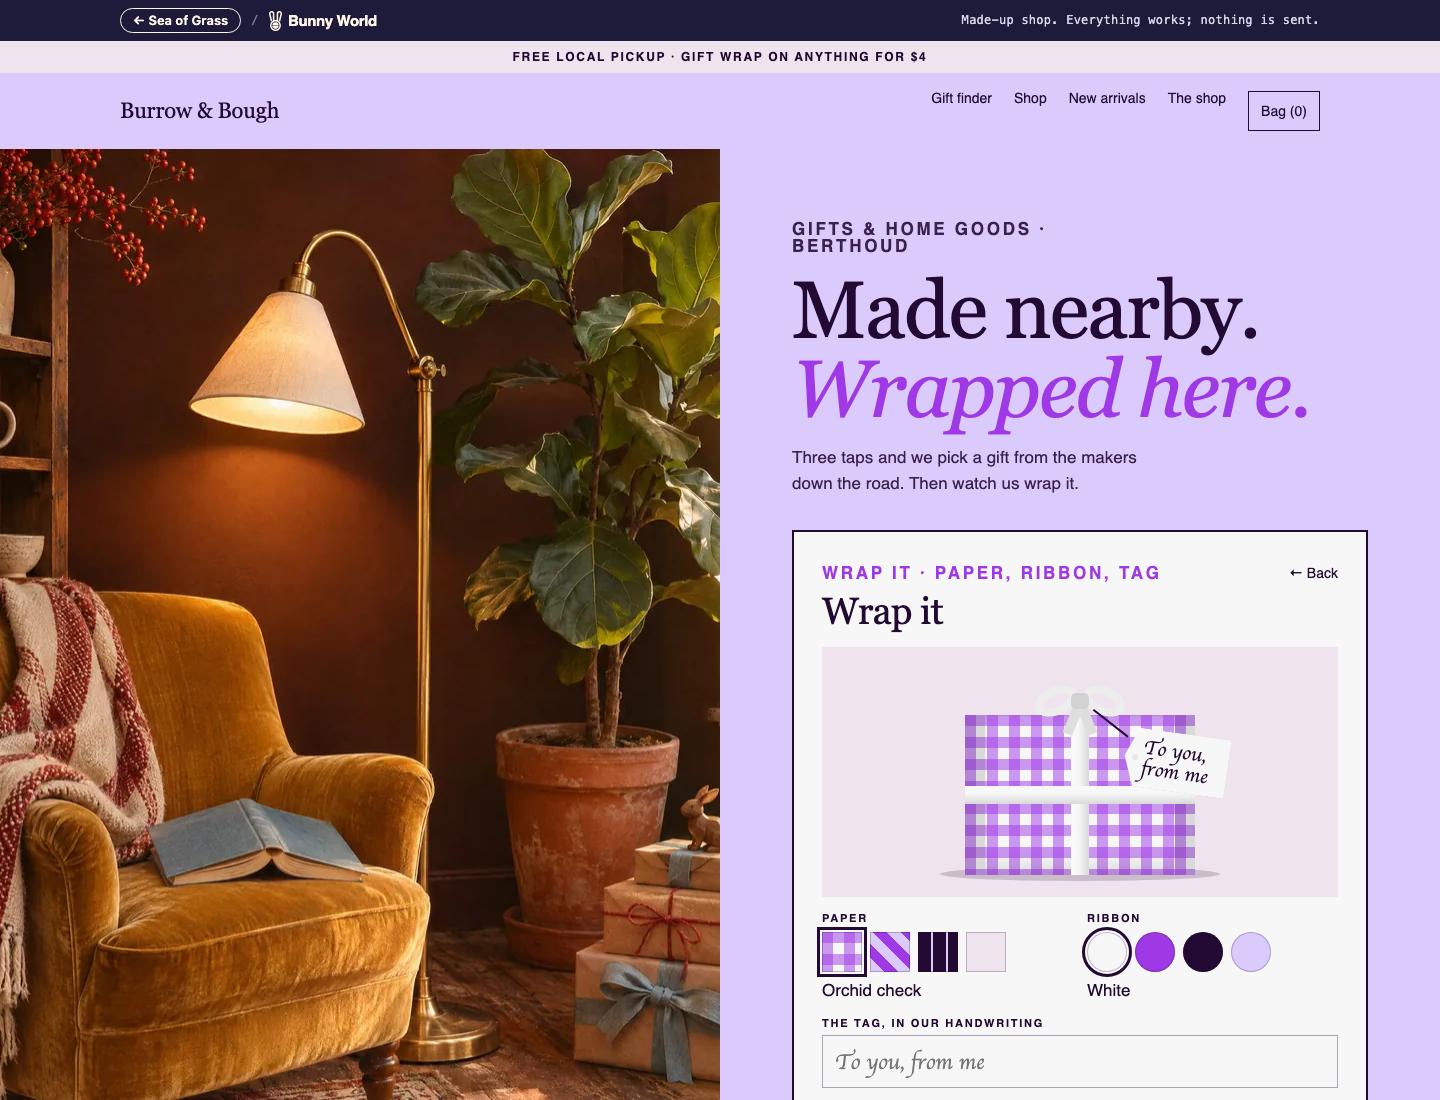 ← Sea of Grass / Bunny World
Made-up shop. Everything works; nothing is sent.
FREE LOCAL PICKUP · GIFT WRAP ON ANYTHING FOR $4
Burrow & Bough
Gift finder Shop New arrivals The shop Bag (0)
GIFTS & HOME GOODS ·
BERTHOUD
Made nearby.
Wrapped here.
Three taps and we pick a gift from the makers
down the road. Then watch us wrap it.
WRAP IT · PAPER, RIBBON, TAG
← Back
Wrap it
To you,
from me
PAPER
RIBBON
Orchid check
White
THE TAG, IN OUR HANDWRITING
To you, from me